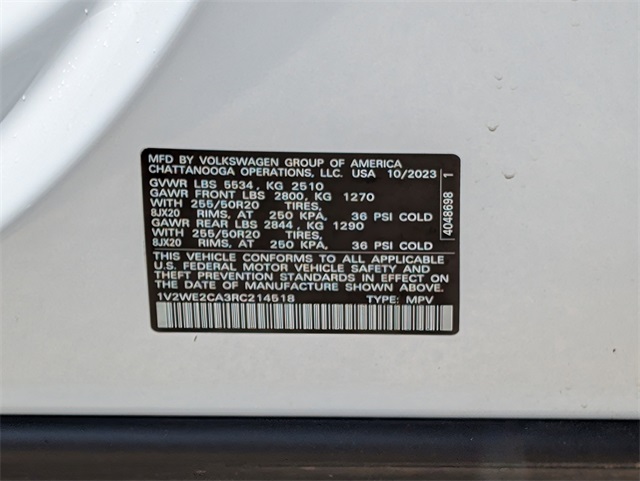 MFD BY VOLKSWAGEN GROUP OF AMERICA
CHATTANOOGA OPERATIONS, LLC. USA 10/2023
GVWR LBS 5534, KG 2510
GAWR FRONT LBS 2800, KG 1270
WITH 255/50R20 TIRES,
8JX20 RIMS, AT 250 KPA, 36 PSI COLD
GAWR REAR LBS 2844, KG 1290
WITH 255/50R20 TIRES,
8JX20 RIMS, AT 250 KPA, 36 PSI COLD
THIS VEHICLE CONFORMS TO ALL APPLICABLE
U.S. FEDERAL MOTOR VEHICLE SAFETY AND
THEFT PREVENTION STANDARDS IN EFFECT ON
THE DATE OF MANUFACTURE SHOWN ABOVE.
1V2WE2CA3RC214518 TYPE: MPV
4048698 1